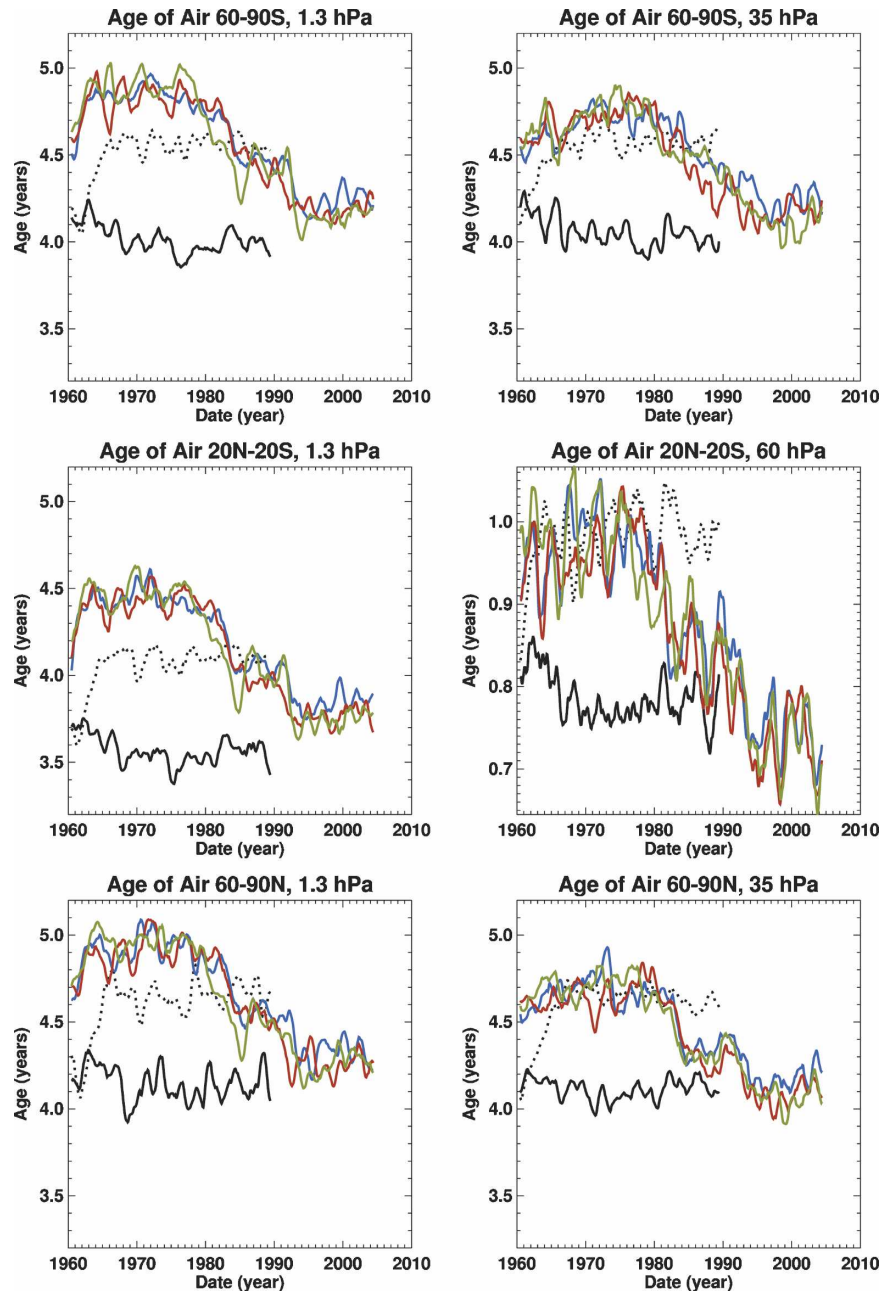 Age of Air 60-90S, 1.3 hPa
5.0
4.5
4.0
3.5
Age (years)
1960 1970 1980 1990 2000 2010
Date (year)
Age of Air 60-90S, 35 hPa
5.0
4.5
4.0
3.5
Age (years)
1960 1970 1980 1990 2000 2010
Date (year)
Age of Air 20N-20S, 1.3 hPa
5.0
4.5
4.0
3.5
Age (years)
1960 1970 1980 1990 2000 2010
Date (year)
Age of Air 20N-20S, 60 hPa
1.0
0.9
0.8
0.7
Age (years)
1960 1970 1980 1990 2000 2010
Date (year)
Age of Air 60-90N, 1.3 hPa
5.0
4.5
4.0
3.5
Age (years)
1960 1970 1980 1990 2000 2010
Date (year)
Age of Air 60-90N, 35 hPa
5.0
4.5
4.0
3.5
Age (years)
1960 1970 1980 1990 2000 2010
Date (year)